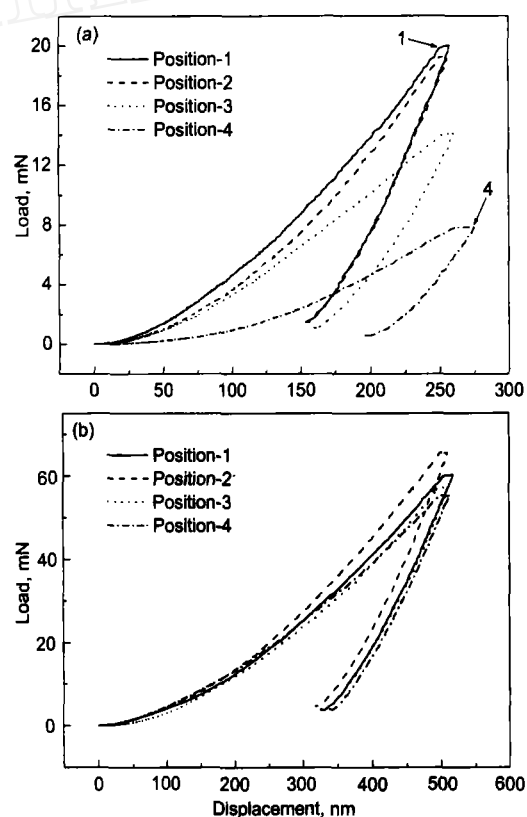 (a)
Position-1
Position-2
Position-3
Position-4
1
4
Load, mN
20
16
12
8
4
0
0 50 100 150 200 250 300
(b)
Position-1
Position-2
Position-3
Position-4
Load, mN
60
40
20
0
0 100 200 300 400 500 600
Displacement, nm